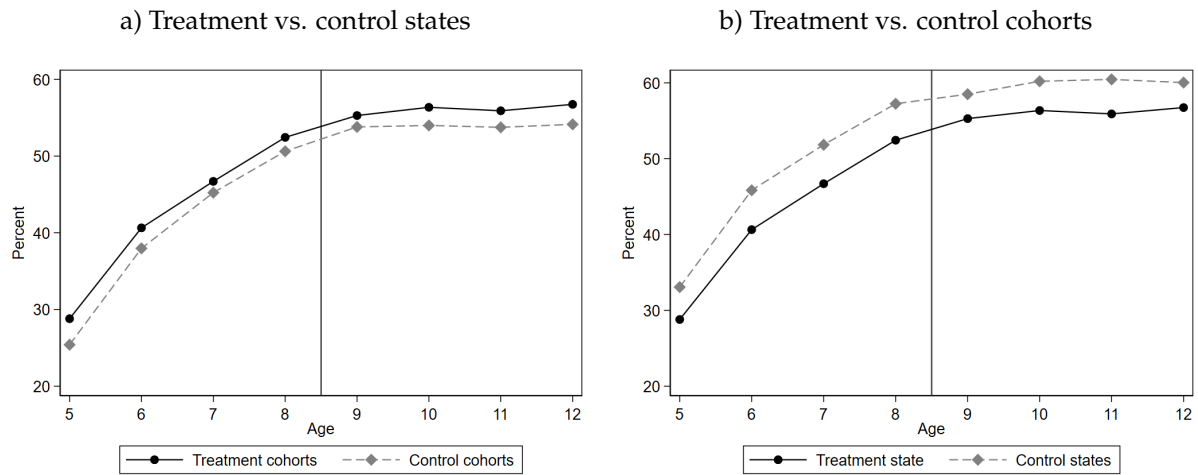 a) Treatment vs. control states
60
50
40
30
20
Percent
5 6 7 8 9 10 11 12
Age
Treatment cohorts Control cohorts
b) Treatment vs. control cohorts
60
50
40
30
20
Percent
5 6 7 8 9 10 11 12
Age
Treatment state Control states